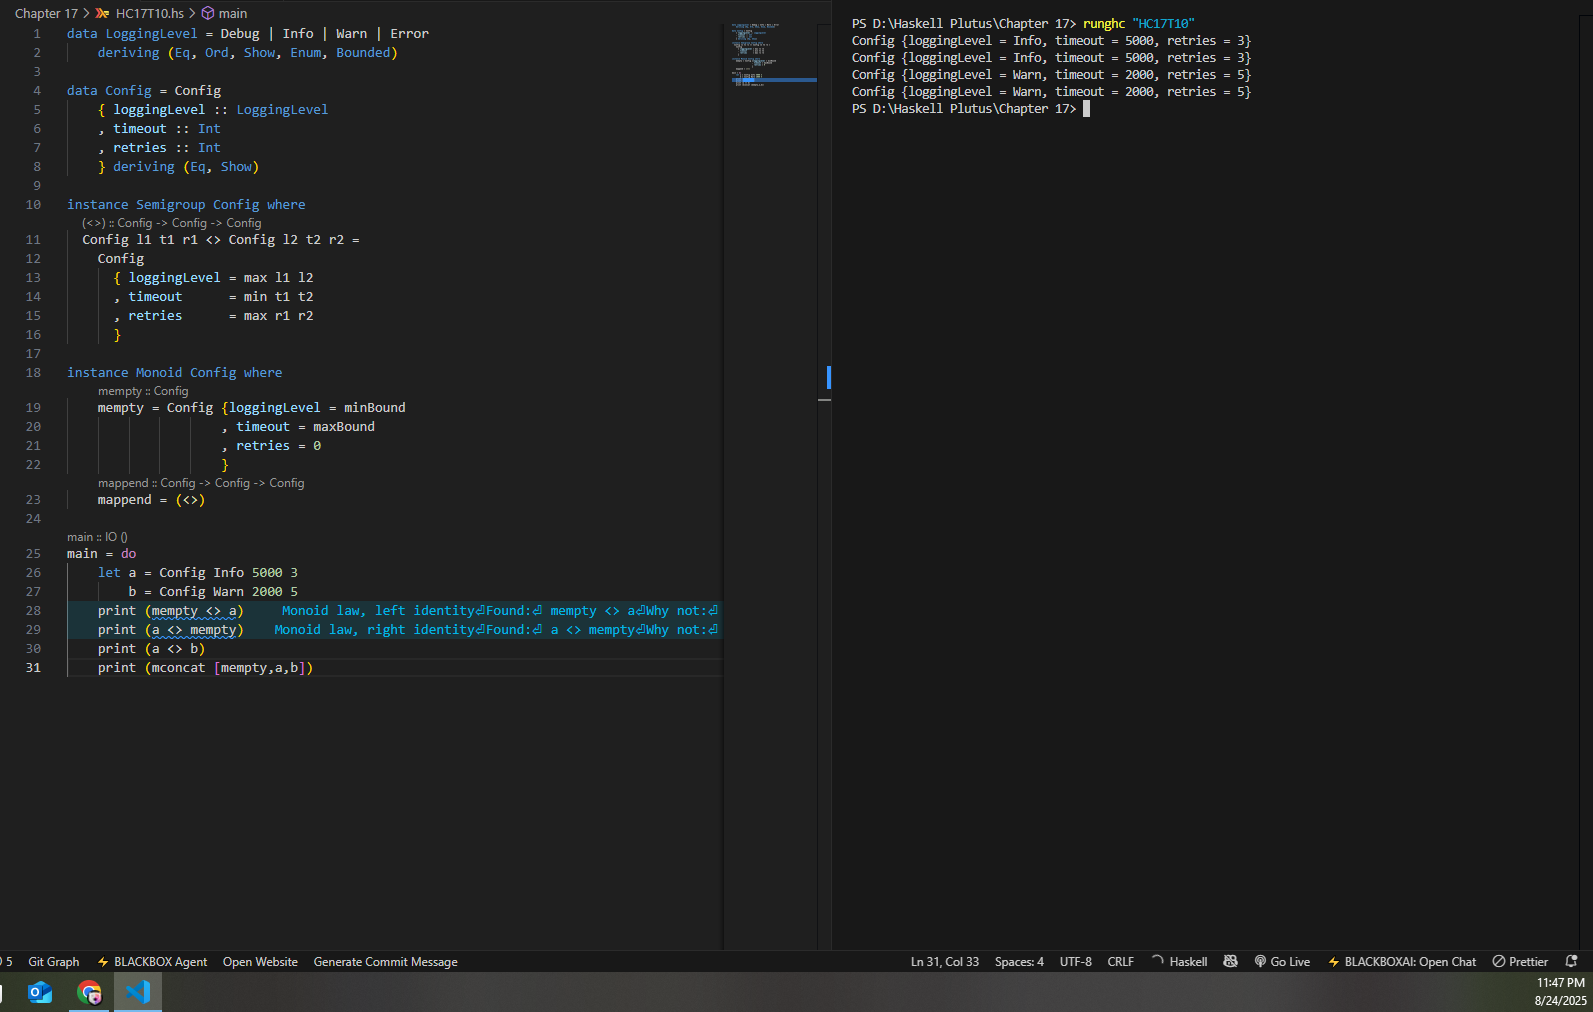 Chapter 17 > HC17T10.hs > main
1 data LoggingLevel = Debug | Info | Warn | Error
2 deriving (Eq, Ord, Show, Enum, Bounded)
3
4 data Config = Config
5 { loggingLevel :: LoggingLevel
6 , timeout :: Int
7 , retries :: Int
8 } deriving (Eq, Show)
9
10 instance Semigroup Config where
(<>) :: Config -> Config -> Config
11 Config l1 t1 r1 <> Config l2 t2 r2 =
12 Config
13 { loggingLevel = max l1 l2
14 , timeout = min t1 t2
15 , retries = max r1 r2
16 }
17
18 instance Monoid Config where
mempty :: Config
19 mempty = Config {loggingLevel = minBound
20 , timeout = maxBound
21 , retries = 0
22 }
mappend :: Config -> Config -> Config
23 mappend = (<>)
24
main :: IO ()
25 main = do
26 let a = Config Info 5000 3
27 b = Config Warn 2000 5
28 print (mempty <> a) Monoid law, left identity⏎Found:⏎ mempty <> a⏎Why not:⏎
29 print (a <> mempty) Monoid law, right identity⏎Found:⏎ a <> mempty⏎Why not:⏎
30 print (a <> b)
31 print (mconcat [mempty,a,b])
PS D:\Haskell Plutus\Chapter 17> runghc "HC17T10"
Config {loggingLevel = Info, timeout = 5000, retries = 3}
Config {loggingLevel = Info, timeout = 5000, retries = 3}
Config {loggingLevel = Warn, timeout = 2000, retries = 5}
Config {loggingLevel = Warn, timeout = 2000, retries = 5}
PS D:\Haskell Plutus\Chapter 17>
5 Git Graph BLACKBOX Agent Open Website Generate Commit Message Ln 31, Col 33 Spaces: 4 UTF-8 CRLF Haskell Go Live BLACKBOXAI: Open Chat Prettier
11:47 PM
8/24/2025